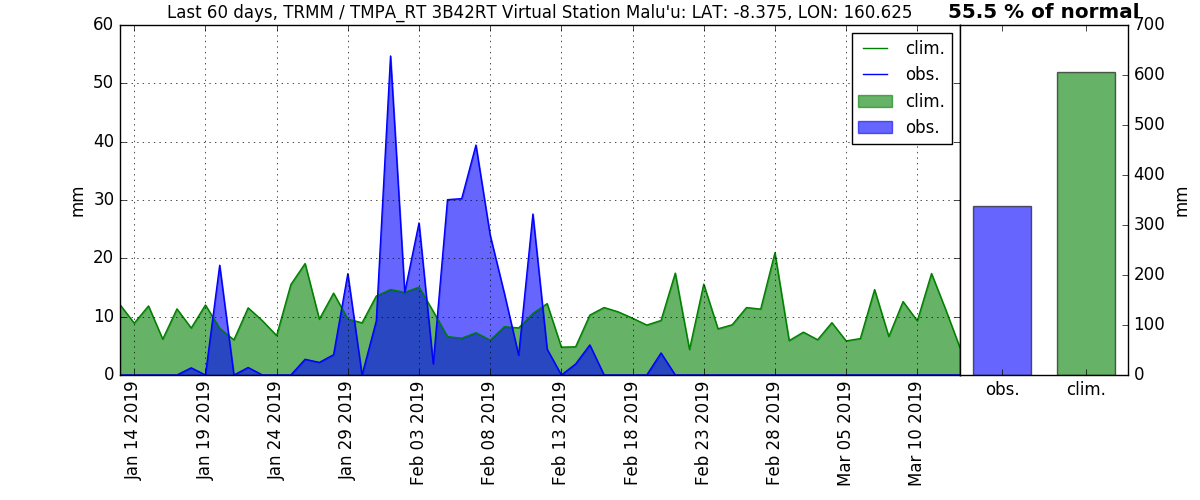 Last 60 days, TRMM / TMPA_RT 3B42RT Virtual Station Malu'u: LAT: -8.375, LON: 160.625
55.5 % of normal
60
50
40
30
20
10
0
mm
clim.
obs.
clim.
obs.
Jan 14 2019
Jan 19 2019
Jan 24 2019
Jan 29 2019
Feb 03 2019
Feb 08 2019
Feb 13 2019
Feb 18 2019
Feb 23 2019
Feb 28 2019
Mar 05 2019
Mar 10 2019
700
600
500
400
300
200
100
0
mm
obs.
clim.